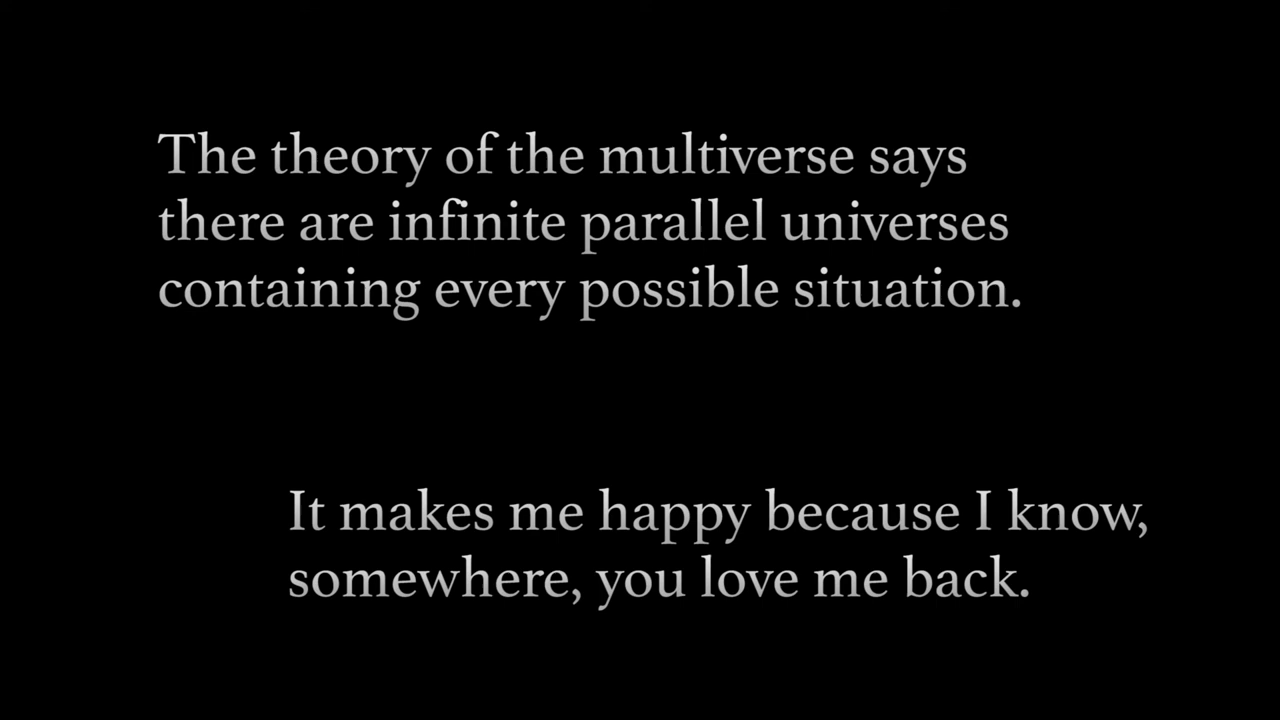 The theory of the multiverse says
there are infinite parallel universes
containing every possible situation.
It makes me happy because I know,
somewhere, you love me back.